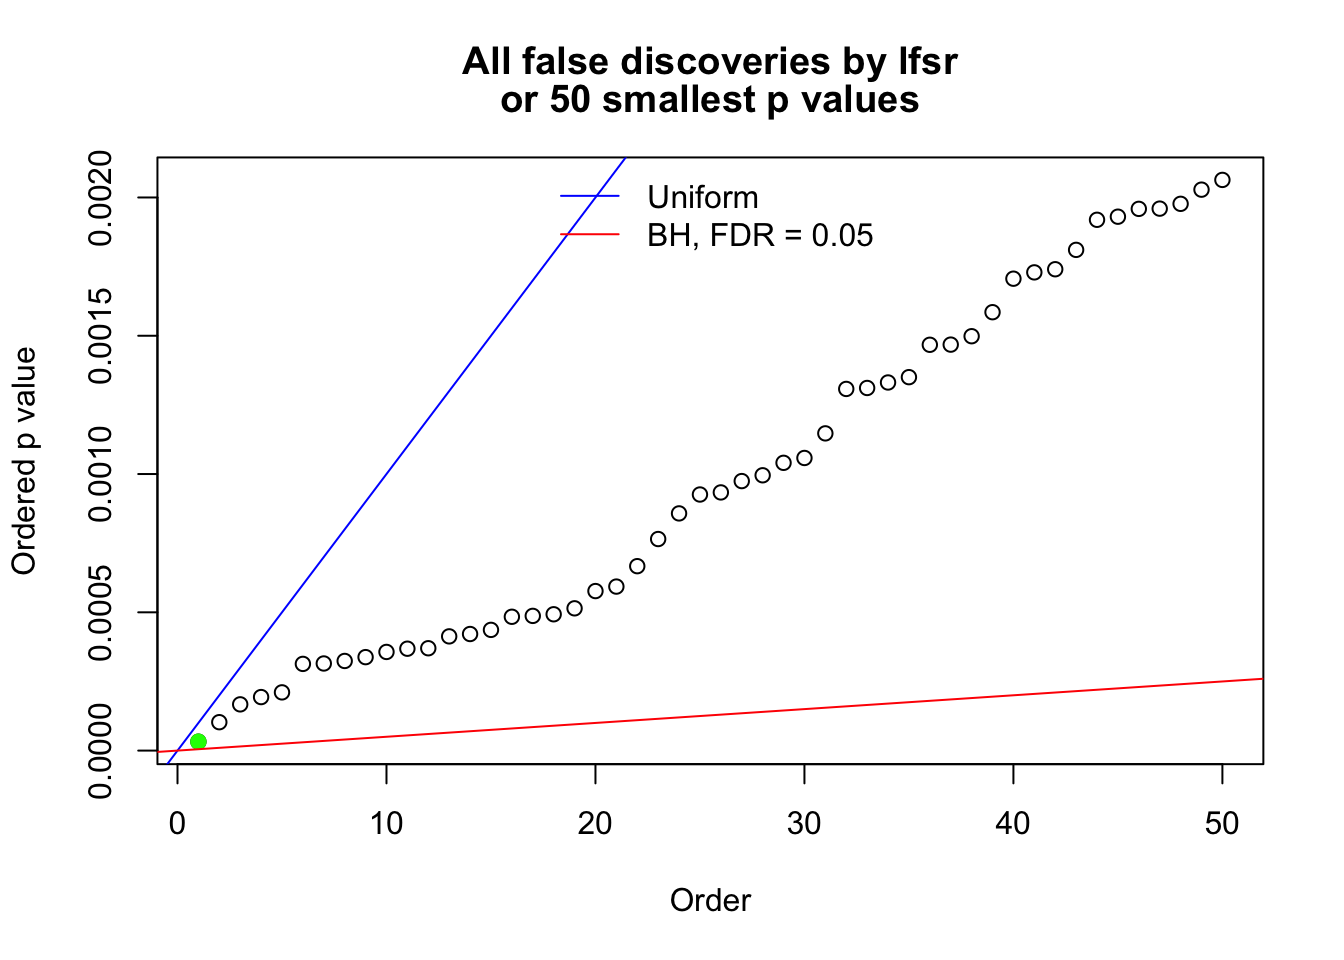 All false discoveries by lfsr
or 50 smallest p values
Uniform
BH, FDR = 0.05
Ordered p value
0.0000
0.0005
0.0010
0.0015
0.0020
0 10 20 30 40 50
Order